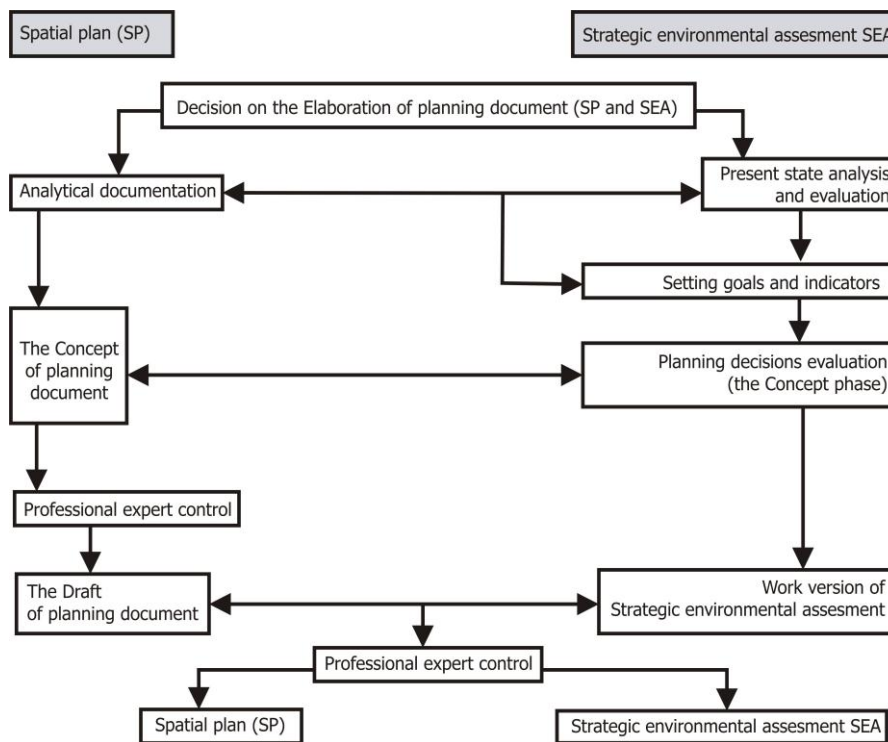 Spatial plan (SP)
Strategic environmental assesment SEA
Decision on the Elaboration of planning document (SP and SEA)
Analytical documentation
Present state analysis
and evaluation
Setting goals and indicators
The Concept
of planning
document
Planning decisions evaluation
(the Concept phase)
Professional expert control
The Draft
of planning document
Work version of
Strategic environmental assesment
Professional expert control
Spatial plan (SP)
Strategic environmental assesment SEA